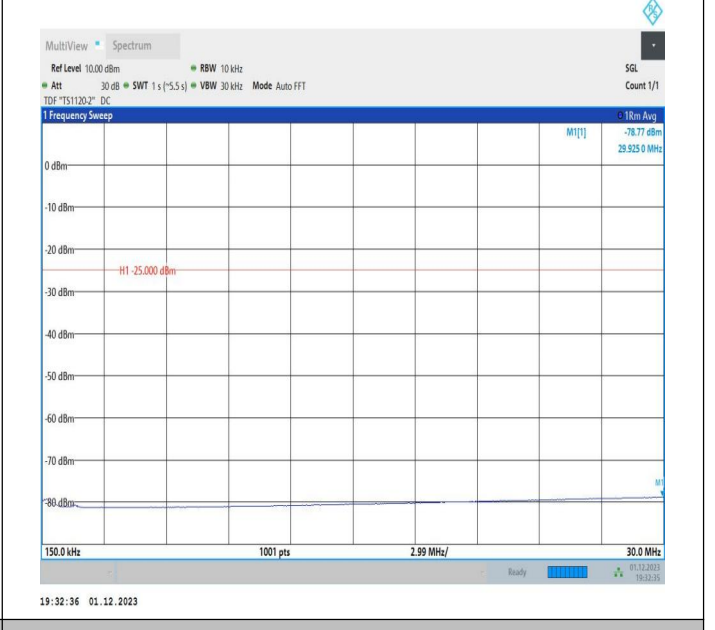 MultiView Spectrum
Ref Level 10.00 dBm RBW 10 kHz SGL
Att 30 dB SWT 1 s (~5.5 s) VBW 30 kHz Mode Auto FFT Count 1/1
TDF "TS1120-2" DC
1 Frequency Sweep 1Rm Avg
M1[1] -78.77 dBm
29.925 0 MHz
0 dBm
-10 dBm
-20 dBm
H1 -25.000 dBm
-30 dBm
-40 dBm
-50 dBm
-60 dBm
-70 dBm
M1
-80 dBm
150.0 kHz 1001 pts 2.99 MHz/ 30.0 MHz
Ready 01.12.2023
19:32:35
19:32:36 01.12.2023